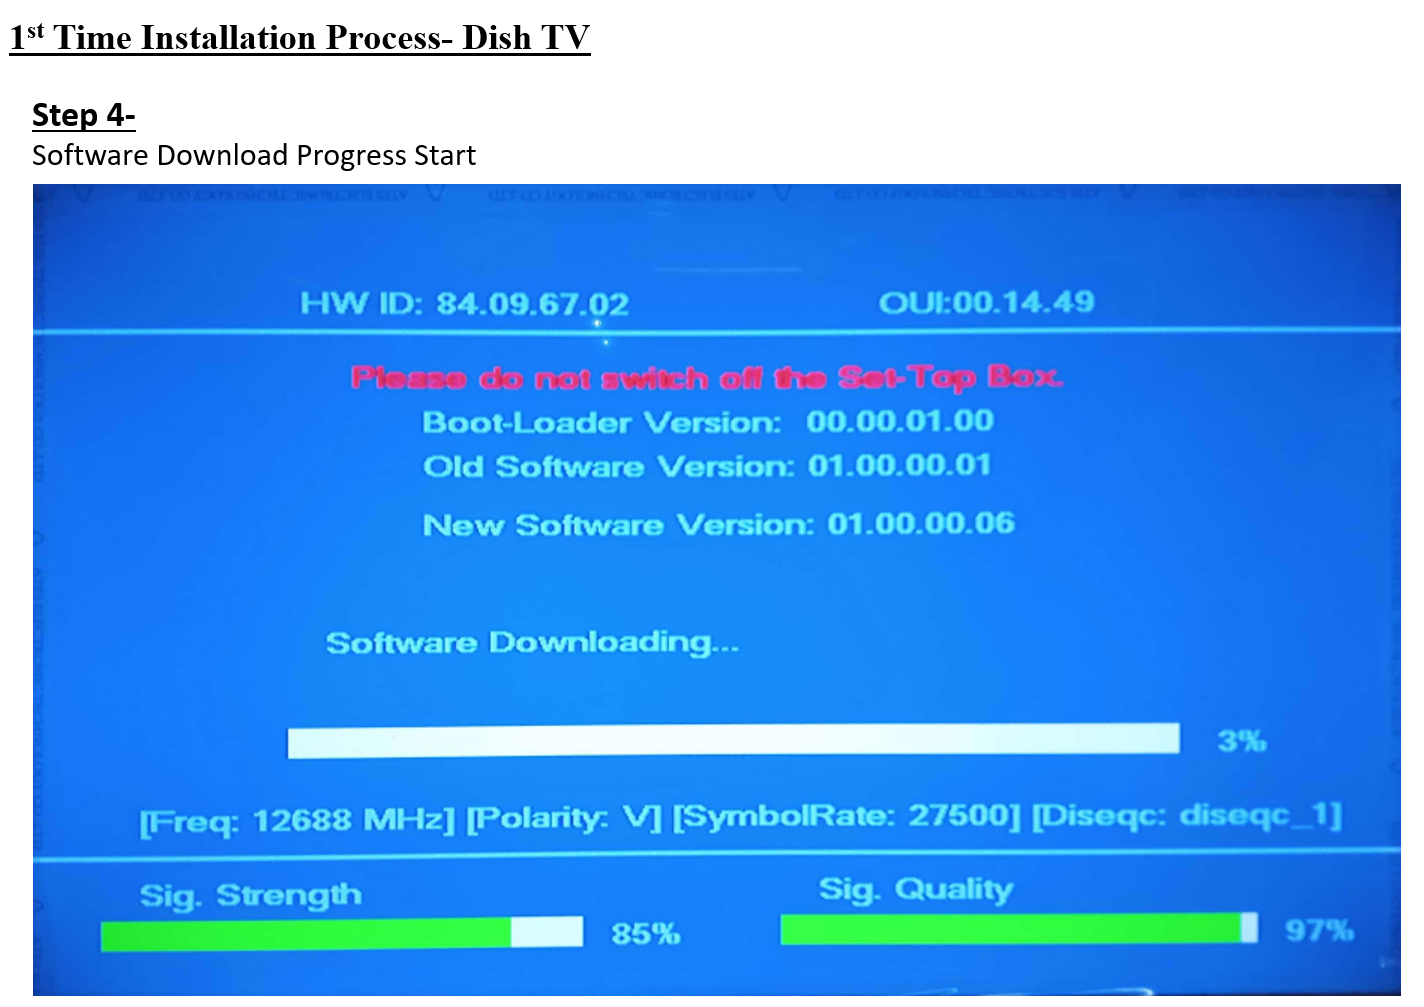 1st Time Installation Process- Dish TV
Step 4-
Software Download Progress Start
HW ID: 84.09.67.02 OUI:00.14.49
Please do not switch off the Set-Top Box.
Boot-Loader Version: 00.00.01.00
Old Software Version: 01.00.00.01
New Software Version: 01.00.00.06
Software Downloading...
3%
[Freq: 12688 MHz] [Polarity: V] [SymbolRate: 27500] [Diseqc: diseqc_1]
Sig. Strength Sig. Quality
85% 97%